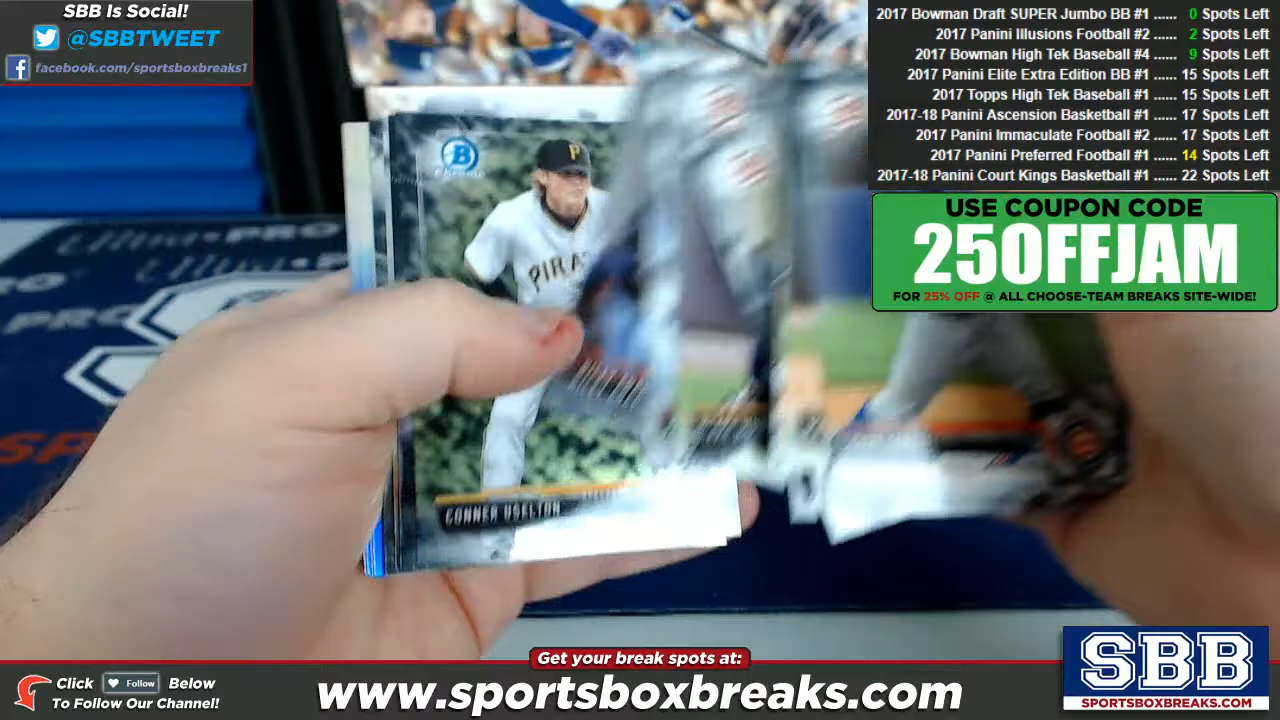 SBB Is Social!
@SBBTWEET
facebook.com/sportsboxbreaks1
2017 Bowman Draft SUPER Jumbo BB #1 ...... 0 Spots Left
2017 Panini Illusions Football #2 ...... 2 Spots Left
2017 Bowman High Tek Baseball #4 ...... 9 Spots Left
2017 Panini Elite Extra Edition BB #1 ...... 15 Spots Left
2017 Topps High Tek Baseball #1 ...... 15 Spots Left
2017-18 Panini Ascension Basketball #1 ...... 17 Spots Left
2017 Panini Immaculate Football #2 ...... 17 Spots Left
2017 Panini Preferred Football #1 ...... 14 Spots Left
2017-18 Panini Court Kings Basketball #1 ...... 22 Spots Left
USE COUPON CODE
25OFFJAM
FOR 25% OFF @ ALL CHOOSE-TEAM BREAKS SITE-WIDE!
B
P
PIRA
CONNER USELTON
Ultra•PRO
PRO
SP
Get your break spots at:
Click Follow Below
To Follow Our Channel!
www.sportsboxbreaks.com
SBB
SPORTSBOXBREAKS.COM